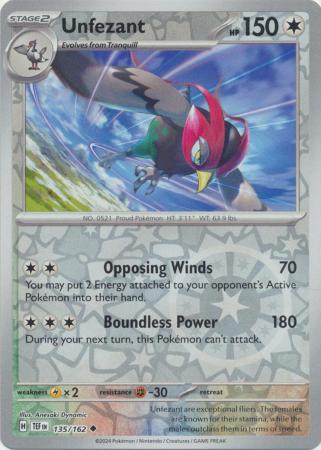 STAGE2 Unfezant HP 150
Evolves from Tranquill
NO. 0521 Proud Pokémon HT: 3'11" WT: 63.9 lbs.
Opposing Winds 70
You may put 2 Energy attached to your opponent's Active
Pokémon into their hand.
Boundless Power 180
During your next turn, this Pokémon can't attack.
weakness ×2 resistance -30 retreat
Illus. Anesaki Dynamic
H TEF EN 135/162
Unfezant are exceptional fliers. The females are
known for their stamina, while the
males outclass them in terms of speed.
©2024 Pokémon / Nintendo / Creatures / GAME FREAK